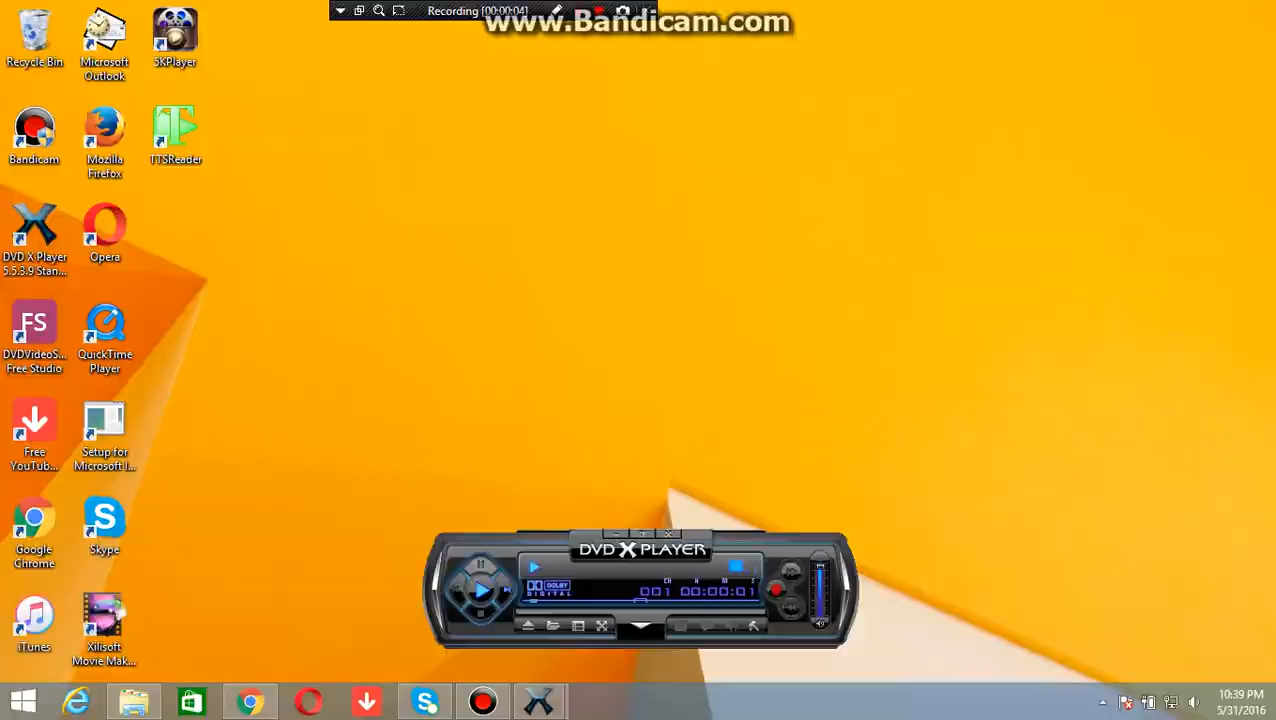 Recording [00:00:04]
www.Bandicam.com
Recycle Bin
Microsoft
Outlook
5KPlayer
Bandicam
Mozilla
Firefox
TTSReader
DVD X Player
5.5.3.9 Stan...
Opera
FS
DVDVideoS...
Free Studio
QuickTime
Player
Free
YouTub...
Setup for
Microsoft I...
Google
Chrome
Skype
iTunes
Xilisoft
Movie Mak...
DVD X PLAYER
DOLBY
DIGITAL
CH H M S
001 00:00:01
10:39 PM
5/31/2016